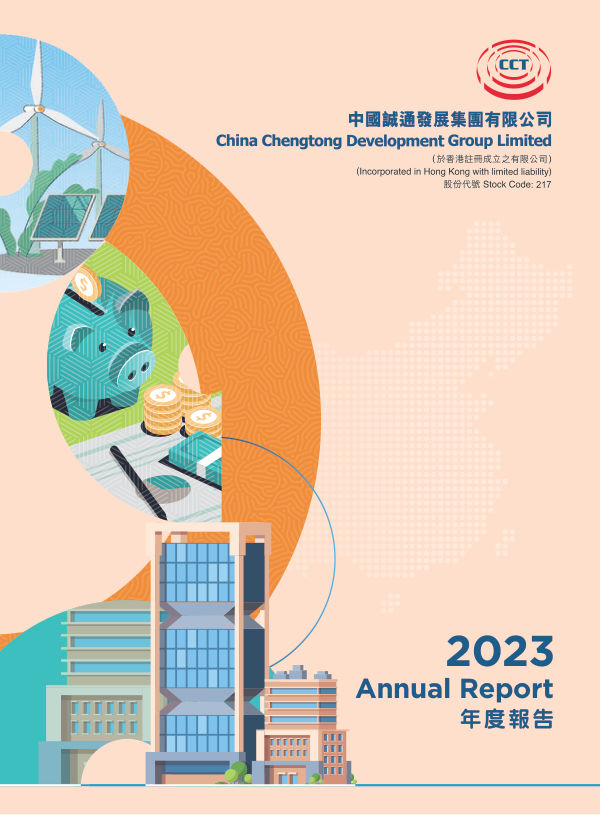 CCT
中國誠通發展集團有限公司
China Chengtong Development Group Limited
（於香港註冊成立之有限公司）
(Incorporated in Hong Kong with limited liability)
股份代號 Stock Code: 217
$
$
$
2023
Annual Report
年度報告